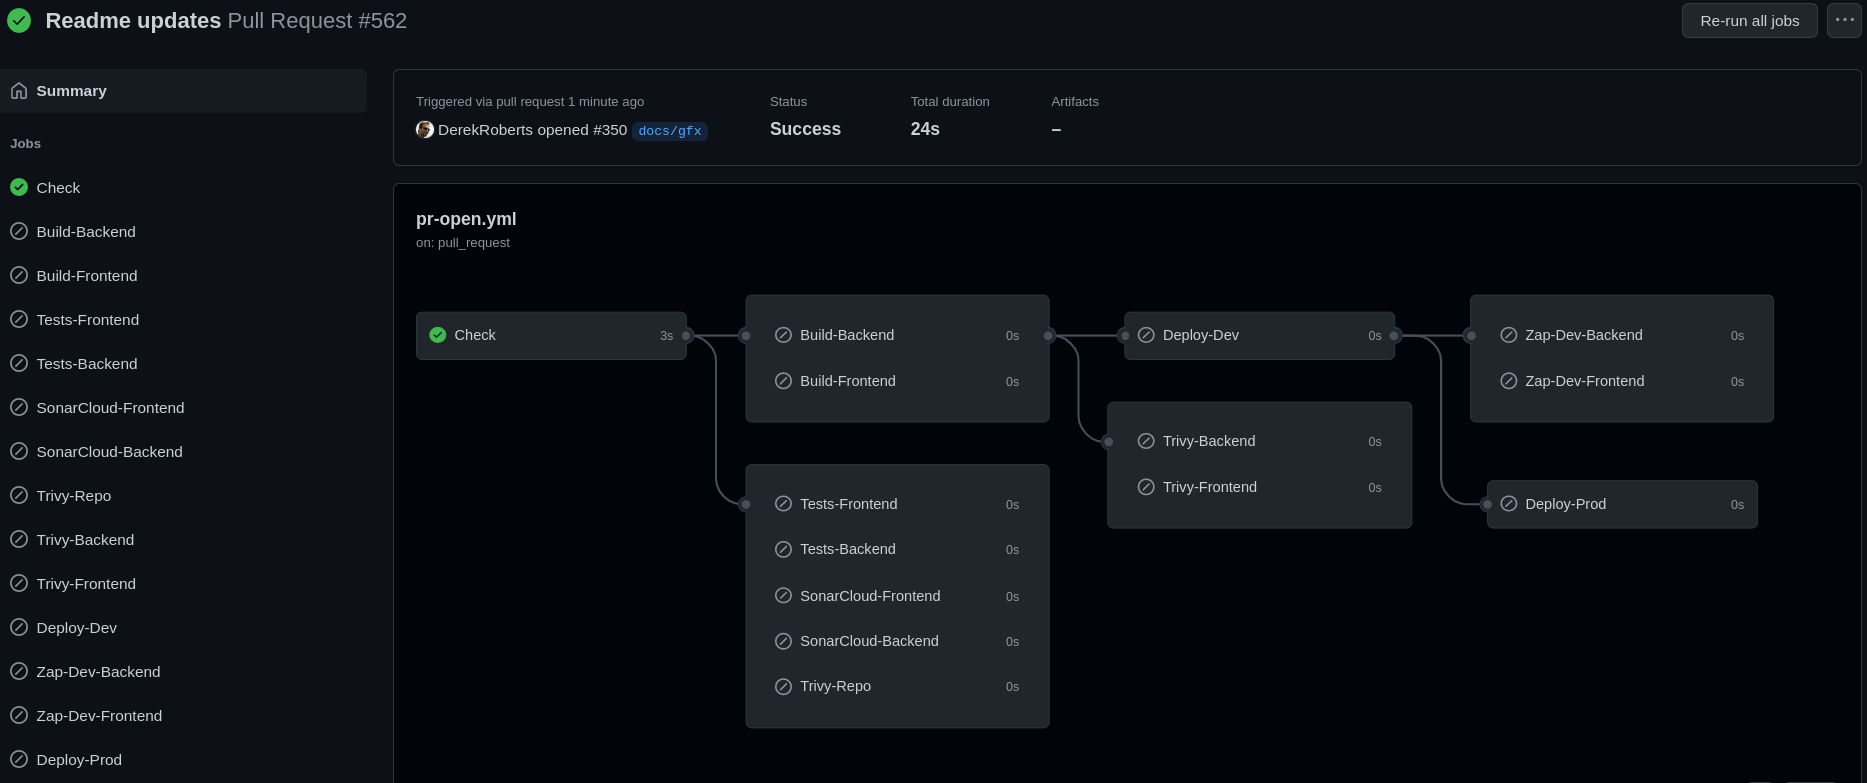 Readme updates Pull Request #562
Re-run all jobs
Summary
Jobs
Check
Build-Backend
Build-Frontend
Tests-Frontend
Tests-Backend
SonarCloud-Frontend
SonarCloud-Backend
Trivy-Repo
Trivy-Backend
Trivy-Frontend
Deploy-Dev
Zap-Dev-Backend
Zap-Dev-Frontend
Deploy-Prod
Triggered via pull request 1 minute ago
DerekRoberts opened #350 docs/gfx
Status
Success
Total duration
24s
Artifacts
–
pr-open.yml
on: pull_request
Check 3s
Build-Backend 0s
Build-Frontend 0s
Tests-Frontend 0s
Tests-Backend 0s
SonarCloud-Frontend 0s
SonarCloud-Backend 0s
Trivy-Repo 0s
Deploy-Dev 0s
Trivy-Backend 0s
Trivy-Frontend 0s
Zap-Dev-Backend 0s
Zap-Dev-Frontend 0s
Deploy-Prod 0s